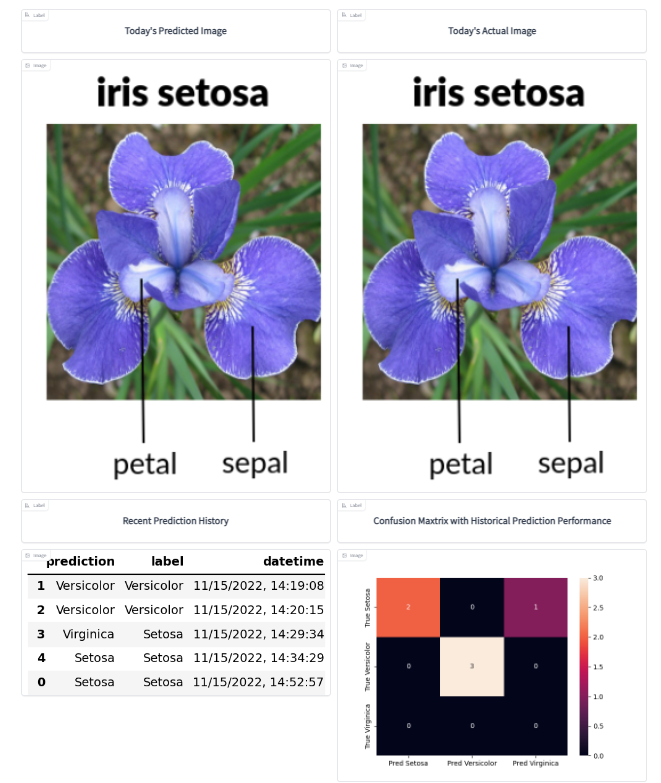 Label
Today's Predicted Image
Label
Today's Actual Image
Image
iris setosa
petal sepal
Image
iris setosa
petal sepal
Label
Recent Prediction History
Label
Confusion Maxtrix with Historical Prediction Performance
Image
prediction label datetime
1 Versicolor Versicolor 11/15/2022, 14:19:08
2 Versicolor Versicolor 11/15/2022, 14:20:15
3 Virginica Setosa 11/15/2022, 14:29:34
4 Setosa Setosa 11/15/2022, 14:34:29
0 Setosa Setosa 11/15/2022, 14:52:57
Image
True Setosa 2 0 1
True Versicolor 0 3 0
True Virginica 0 0 0
Pred Setosa Pred Versicolor Pred Virginica
3.0
2.5
2.0
1.5
1.0
0.5
0.0